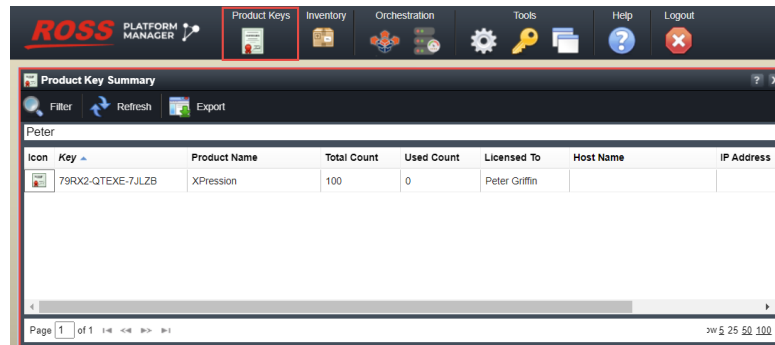 Product Keys Inventory Orchestration Tools Help Logout
ROSS PLATFORM MANAGER
Product Key Summary ?
Filter Refresh Export
Peter
Icon Key Product Name Total Count Used Count Licensed To Host Name IP Address
79RX2-QTEXE-7JLZB XPression 100 0 Peter Griffin
Page 1 of 1 5 25 50 100